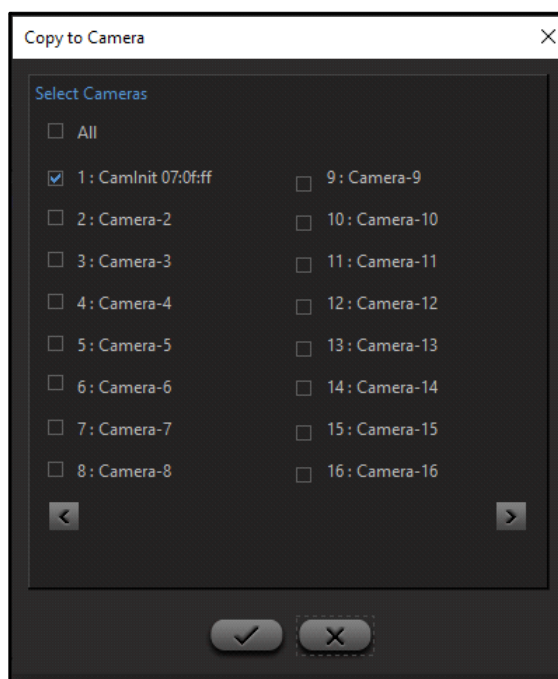 Copy to Camera
Select Cameras
All
1 : CamInit 07:0f:ff
2 : Camera-2
3 : Camera-3
4 : Camera-4
5 : Camera-5
6 : Camera-6
7 : Camera-7
8 : Camera-8
9 : Camera-9
10 : Camera-10
11 : Camera-11
12 : Camera-12
13 : Camera-13
14 : Camera-14
15 : Camera-15
16 : Camera-16